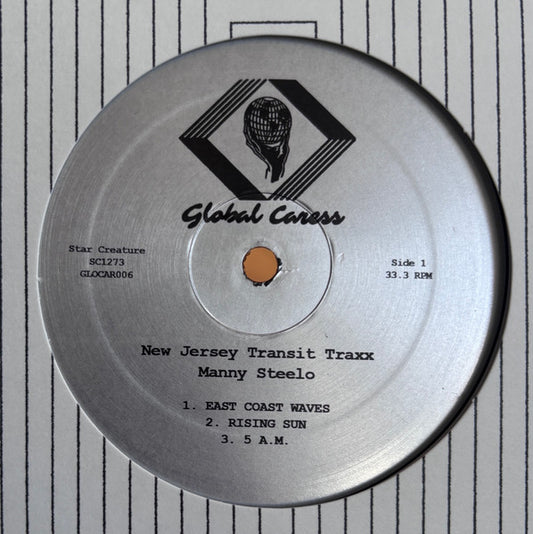 Global Caress
Star Creature
SC1273
GLOCAR006
Side 1
33.3 RPM
New Jersey Transit Traxx
Manny Steelo
1. EAST COAST WAVES
2. RISING SUN
3. 5 A.M.